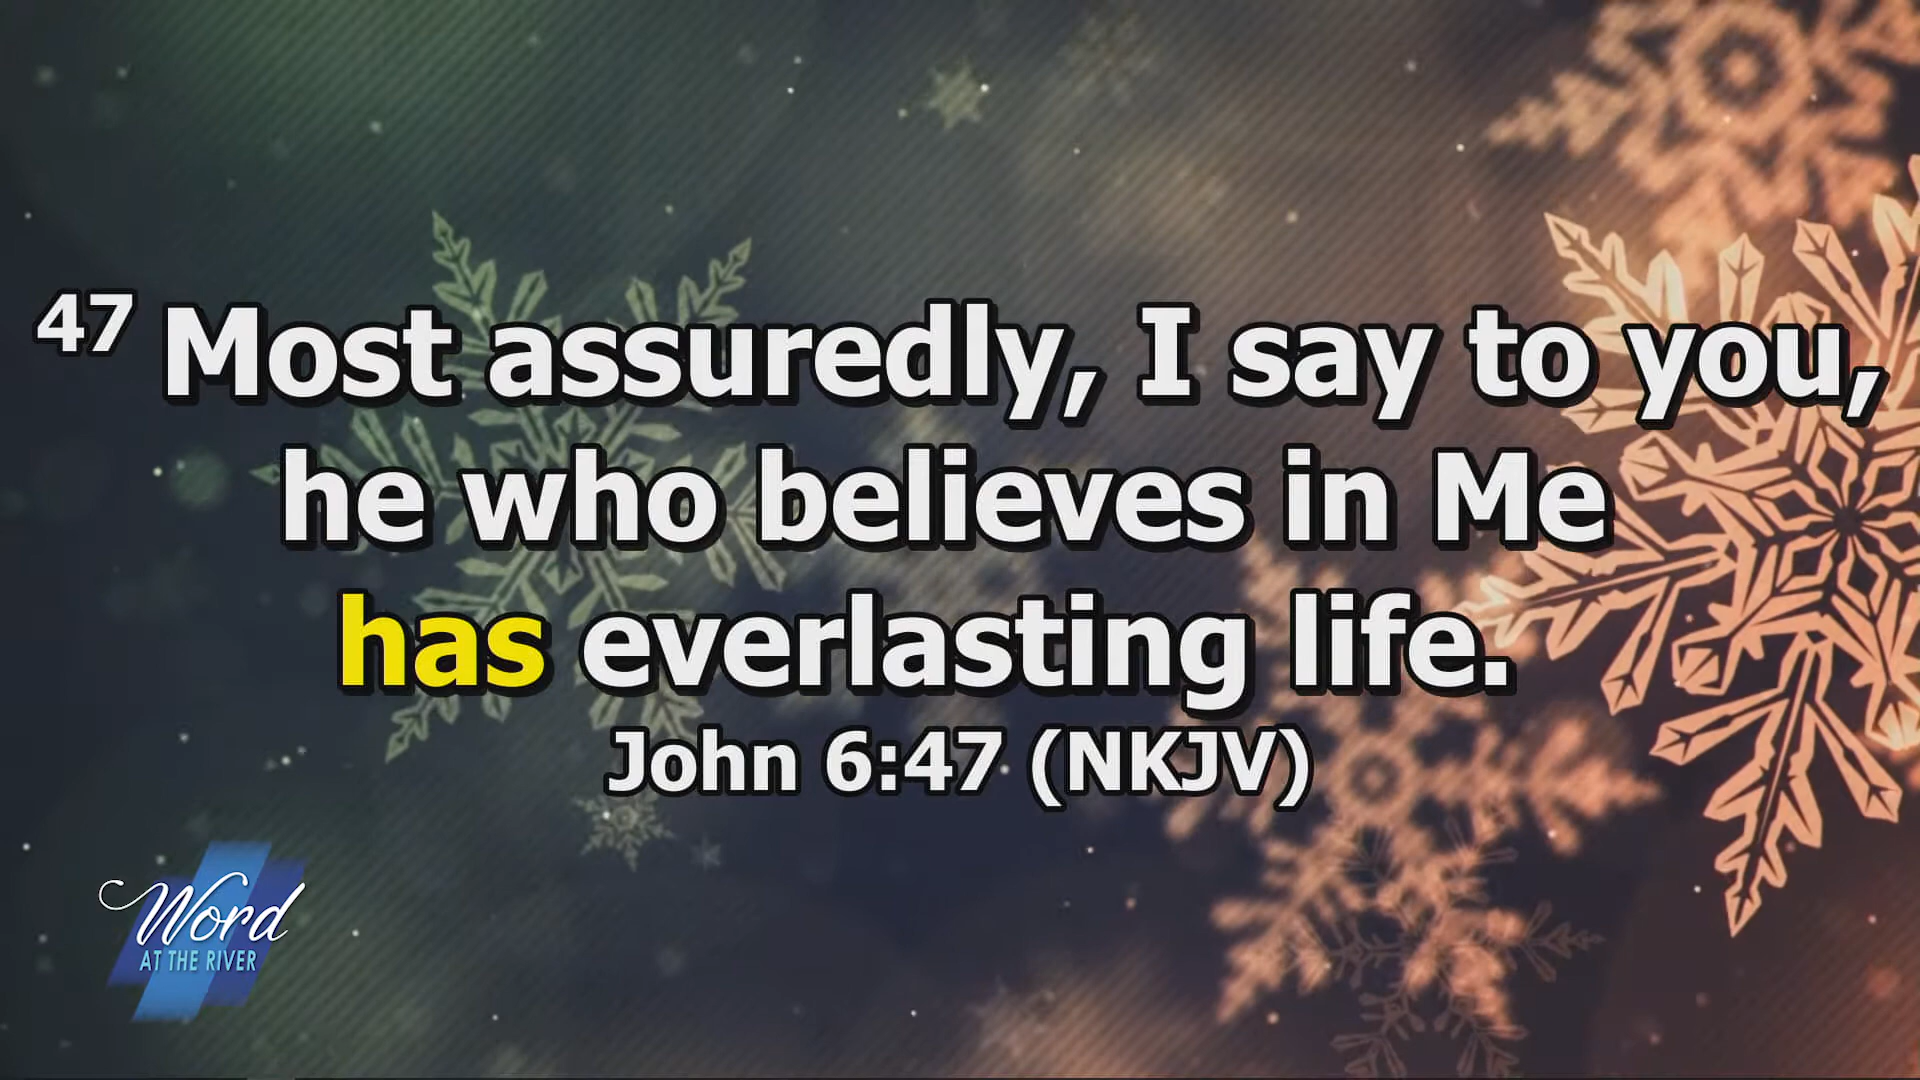 47 Most assuredly, I say to you,
he who believes in Me
has everlasting life.
John 6:47 (NKJV)
Word
AT THE RIVER